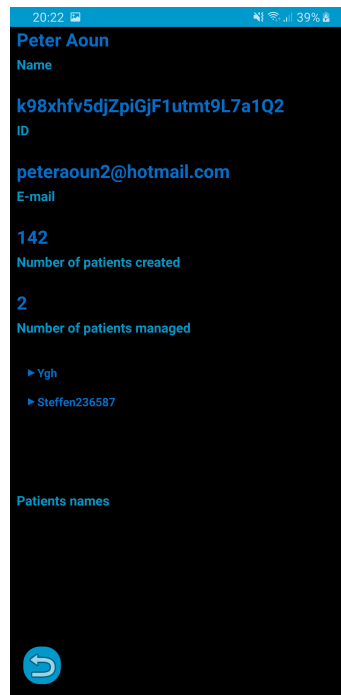 20:22 39%
Peter Aoun
Name
k98xhfv5djZpiGjF1utmt9L7a1Q2
ID
peteraoun2@hotmail.com
E-mail
142
Number of patients created
2
Number of patients managed
Ygh
Steffen236587
Patients names